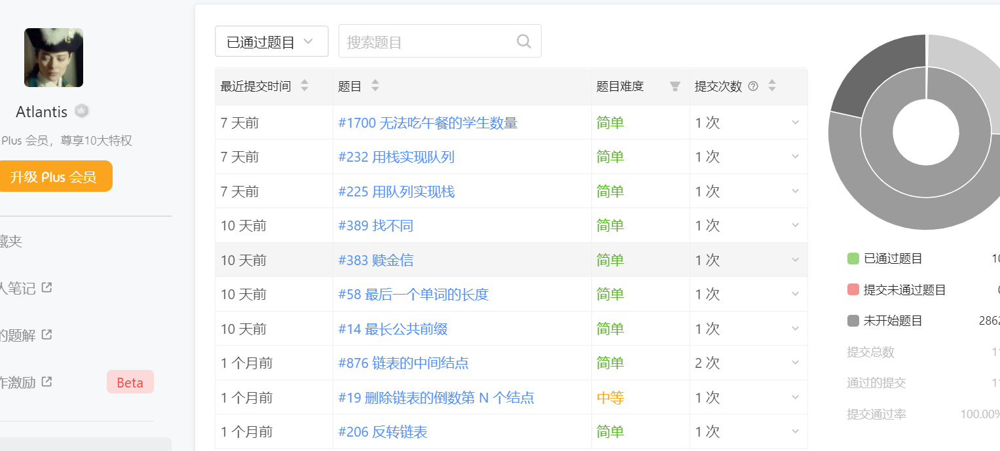 Atlantis
Plus 会员，尊享10大特权
升级 Plus 会员
藏夹
人笔记
的题解
作激励 Beta
已通过题目 搜索题目
最近提交时间 题目 题目难度 提交次数
7 天前 #1700 无法吃午餐的学生数量 简单 1 次
7 天前 #232 用栈实现队列 简单 1 次
7 天前 #225 用队列实现栈 简单 1 次
10 天前 #389 找不同 简单 1 次
10 天前 #383 赎金信 简单 1 次
10 天前 #58 最后一个单词的长度 简单 1 次
10 天前 #14 最长公共前缀 简单 1 次
1 个月前 #876 链表的中间结点 简单 2 次
1 个月前 #19 删除链表的倒数第 N 个结点 中等 1 次
1 个月前 #206 反转链表 简单 1 次
已通过题目 10
提交未通过题目
未开始题目 2862
提交总数 11
通过的提交 11
提交通过率 100.00%